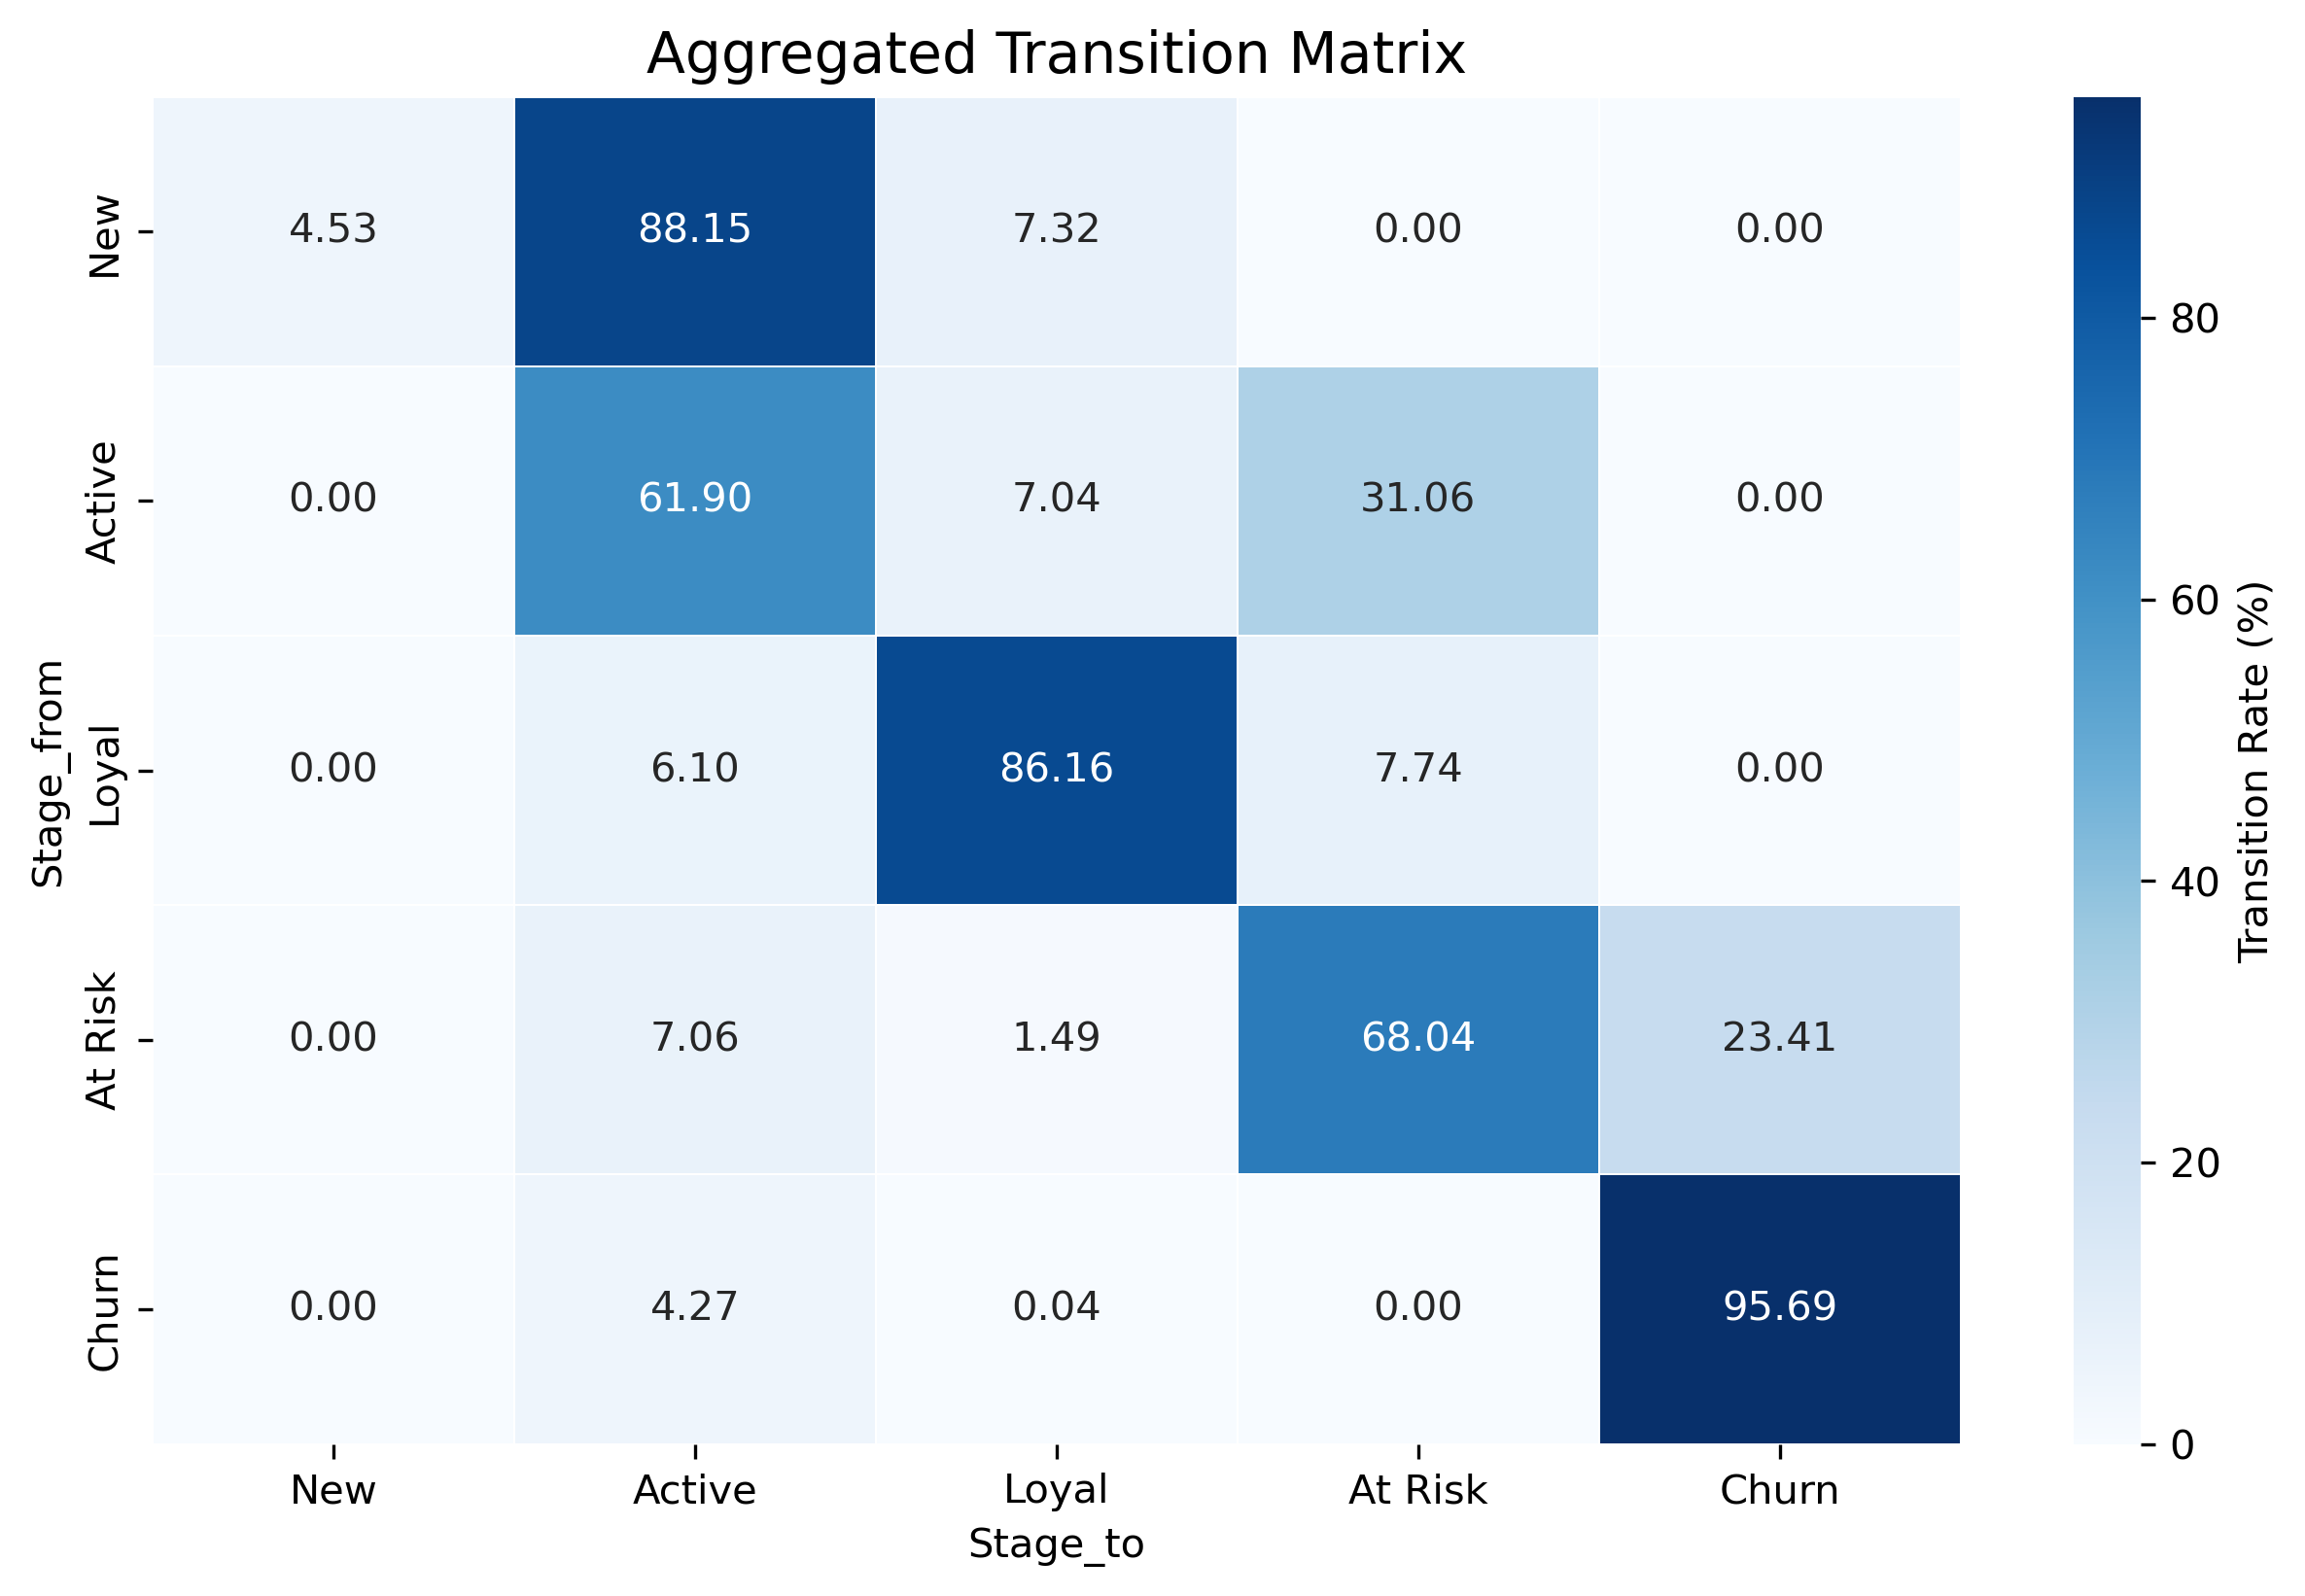 Aggregated Transition Matrix
New 4.53 88.15 7.32 0.00 0.00
Active 0.00 61.90 7.04 31.06 0.00
Loyal 0.00 6.10 86.16 7.74 0.00
At Risk 0.00 7.06 1.49 68.04 23.41
Churn 0.00 4.27 0.04 0.00 95.69
Stage_from
New Active Loyal At Risk Churn
Stage_to
80
60
40
20
0
Transition Rate (%)